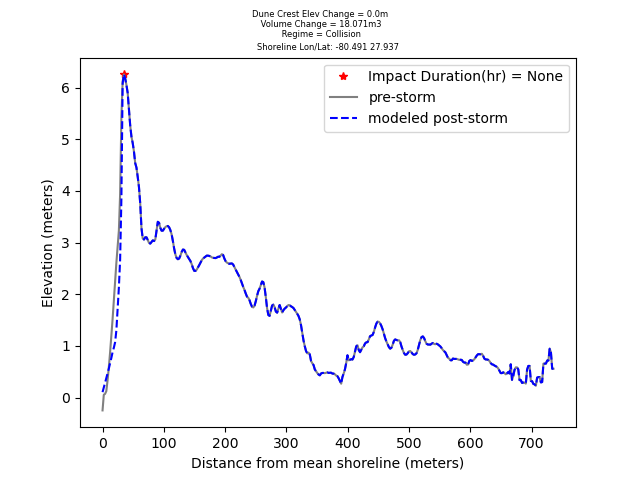 Dune Crest Elev Change = 0.0m
Volume Change = 18.071m3
Regime = Collision
Shoreline Lon/Lat: -80.491 27.937
Impact Duration(hr) = None
pre-storm
modeled post-storm
Elevation (meters)
6
5
4
3
2
1
0
0 100 200 300 400 500 600 700
Distance from mean shoreline (meters)